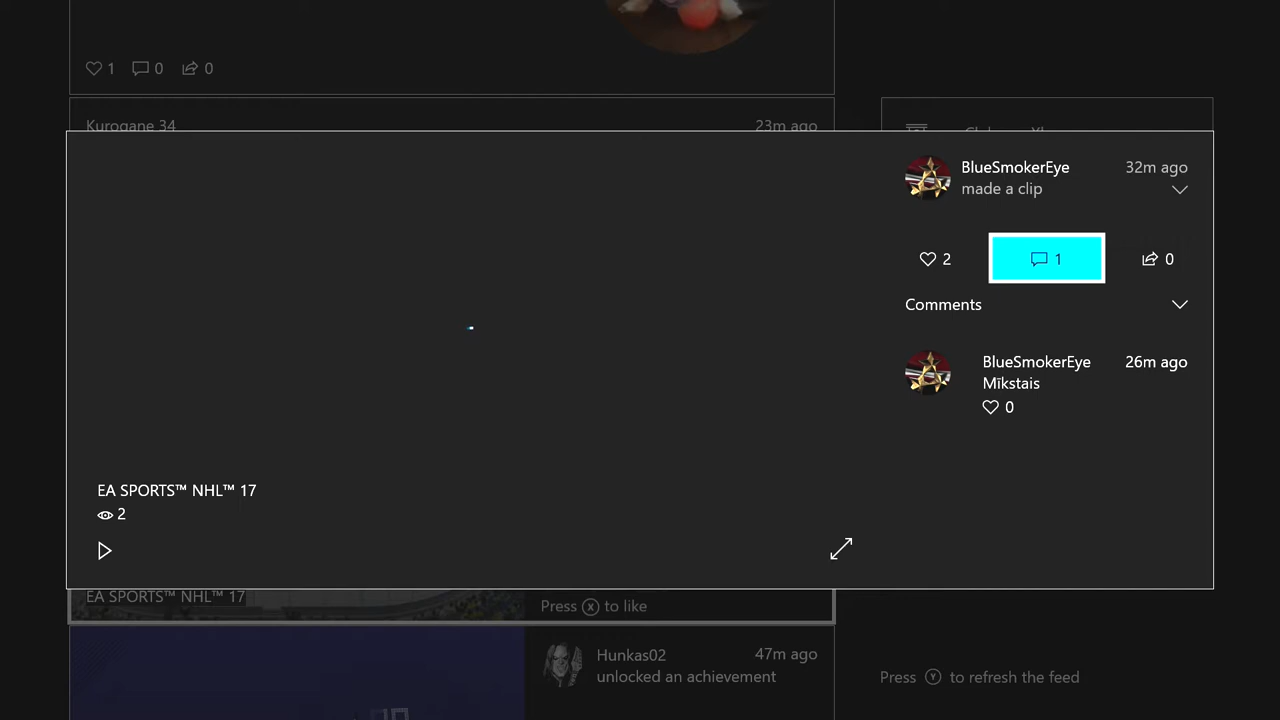 1 0 0
Kurogane 34 23m ago
BlueSmokerEye 32m ago
made a clip
2 1 0
Comments
BlueSmokerEye 26m ago
Mīkstais
0
EA SPORTS™ NHL™ 17
2
EA SPORTS™ NHL™ 17
Press X to like
Hunkas02 47m ago
unlocked an achievement
Press Y to refresh the feed